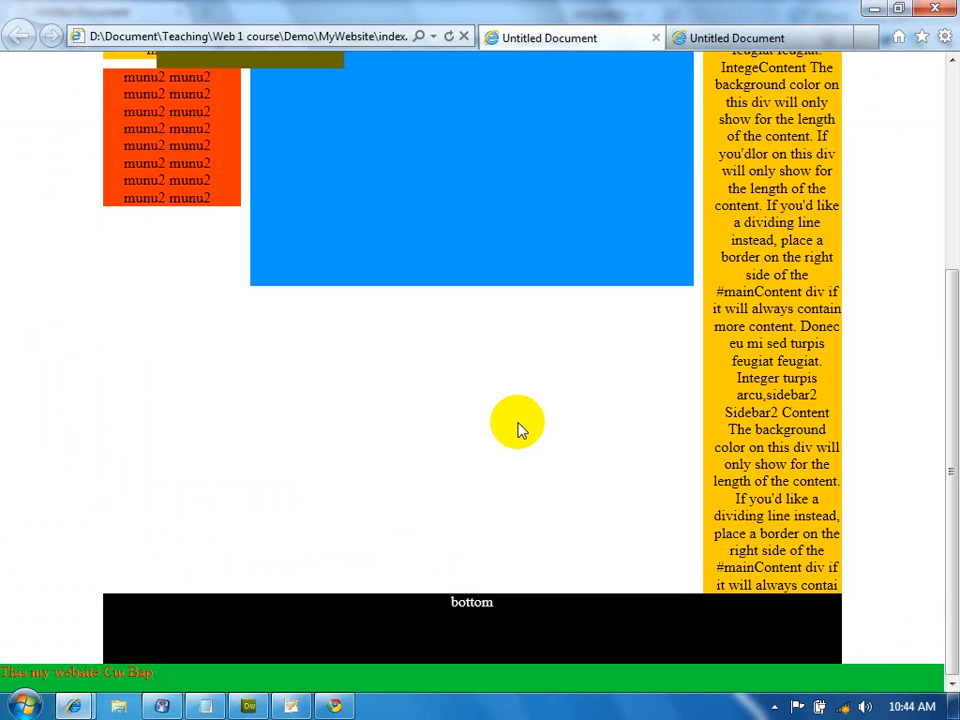 D:\Document\Teaching\Web 1 course\Demo\MyWebsite\index.
Untitled Document
Untitled Document
munu2 munu2
munu2 munu2
munu2 munu2
munu2 munu2
munu2 munu2
munu2 munu2
munu2 munu2
munu2 munu2
feugiat feugiat.
IntegeContent The
background color on
this div will only
show for the length
of the content. If
you'dlor on this div
will only show for
the length of the
content. If you'd like
a dividing line
instead, place a
border on the right
side of the
#mainContent div if
it will always contain
more content. Donec
eu mi sed turpis
feugiat feugiat.
Integer turpis
arcu,sidebar2
Sidebar2 Content
The background
color on this div will
only show for the
length of the content.
If you'd like a
dividing line instead,
place a border on the
right side of the
#mainContent div if
it will always contai
bottom
This my website Cuu Bap
Dw
10:44 AM